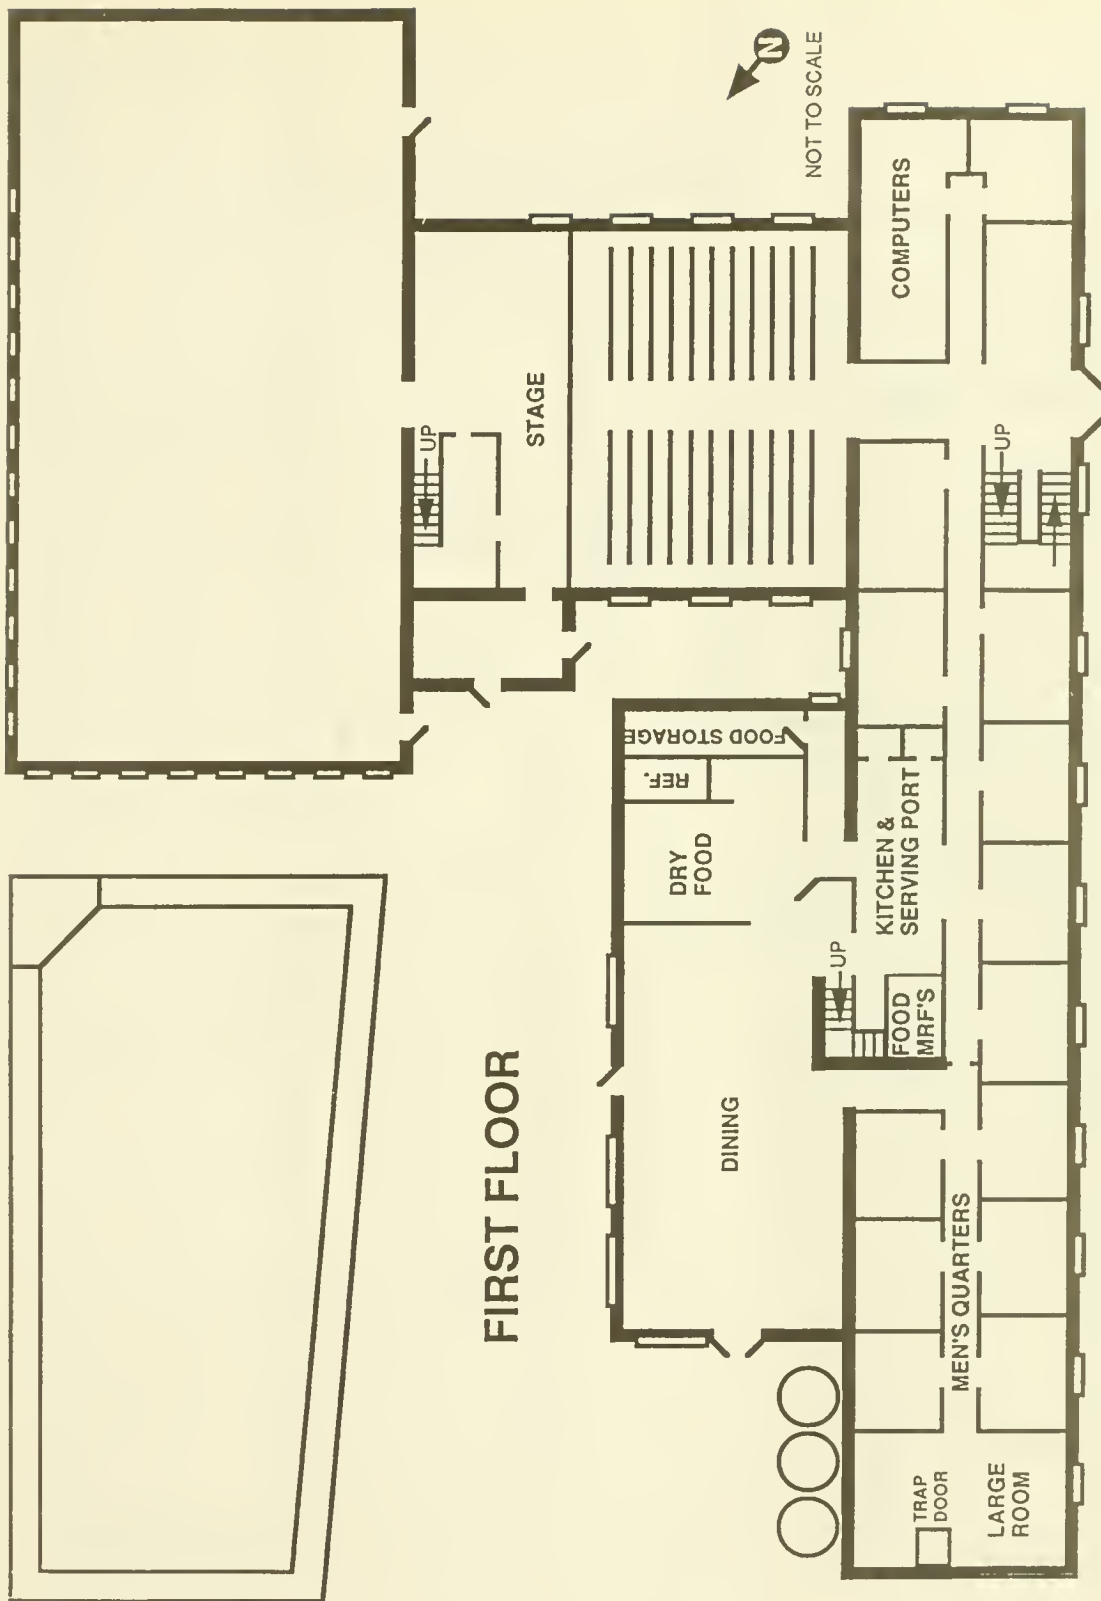 FIRST FLOOR
N
NOT TO SCALE
UP
STAGE
COMPUTERS
UP
FOOD STORAGE
REF.
DRY
FOOD
KITCHEN &
SERVING PORT
UP
FOOD
MRF'S
DINING
MEN'S QUARTERS
TRAP
DOOR
LARGE
ROOM